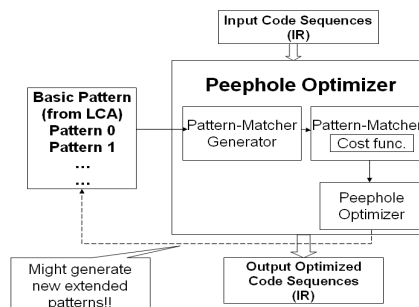 Input Code Sequences
(IR)
Peephole Optimizer
Basic Pattern
(from LCA)
Pattern 0
Pattern 1
...
...
Pattern-Matcher
Generator
Pattern-Matcher
Cost func.
Peephole
Optimizer
Might generate
new extended
patterns!!
Output Optimized
Code Sequences
(IR)